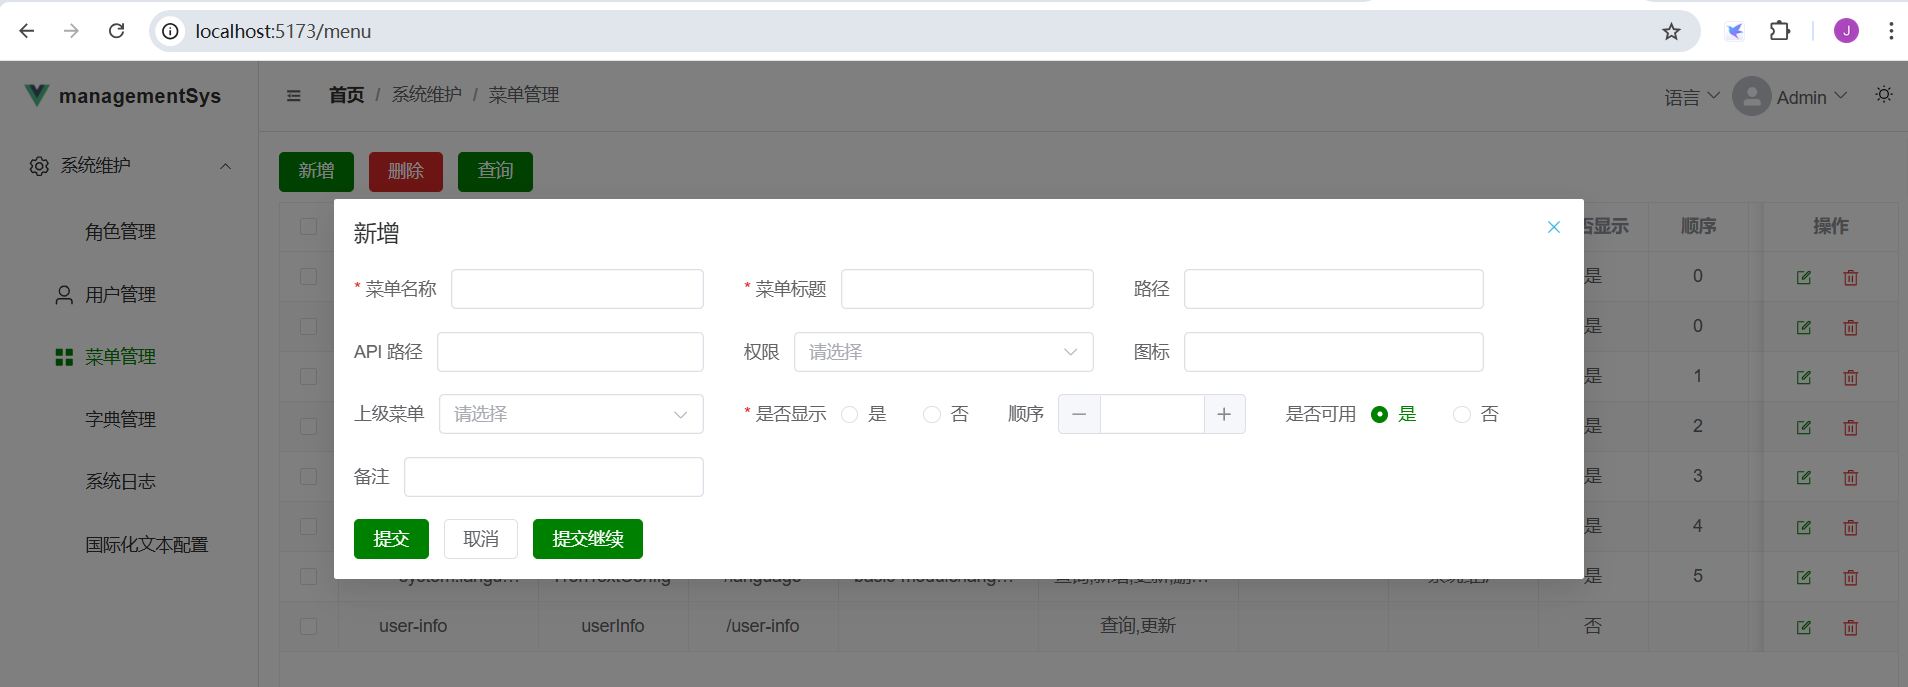 localhost:5173/menu
J
managementSys
首页 / 系统维护 / 菜单管理
语言 Admin
系统维护
角色管理
用户管理
菜单管理
字典管理
系统日志
国际化文本配置
新增 删除 查询
否显示 顺序 操作
是 0
是 0
是 1
是 2
是 3
是 4
是 5
user-info userInfo /user-info 查询,更新 否
新增
* 菜单名称 * 菜单标题 路径
API 路径 权限 请选择 图标
上级菜单 请选择 * 是否显示 是 否 顺序 是否可用 是 否
备注
提交 取消 提交继续